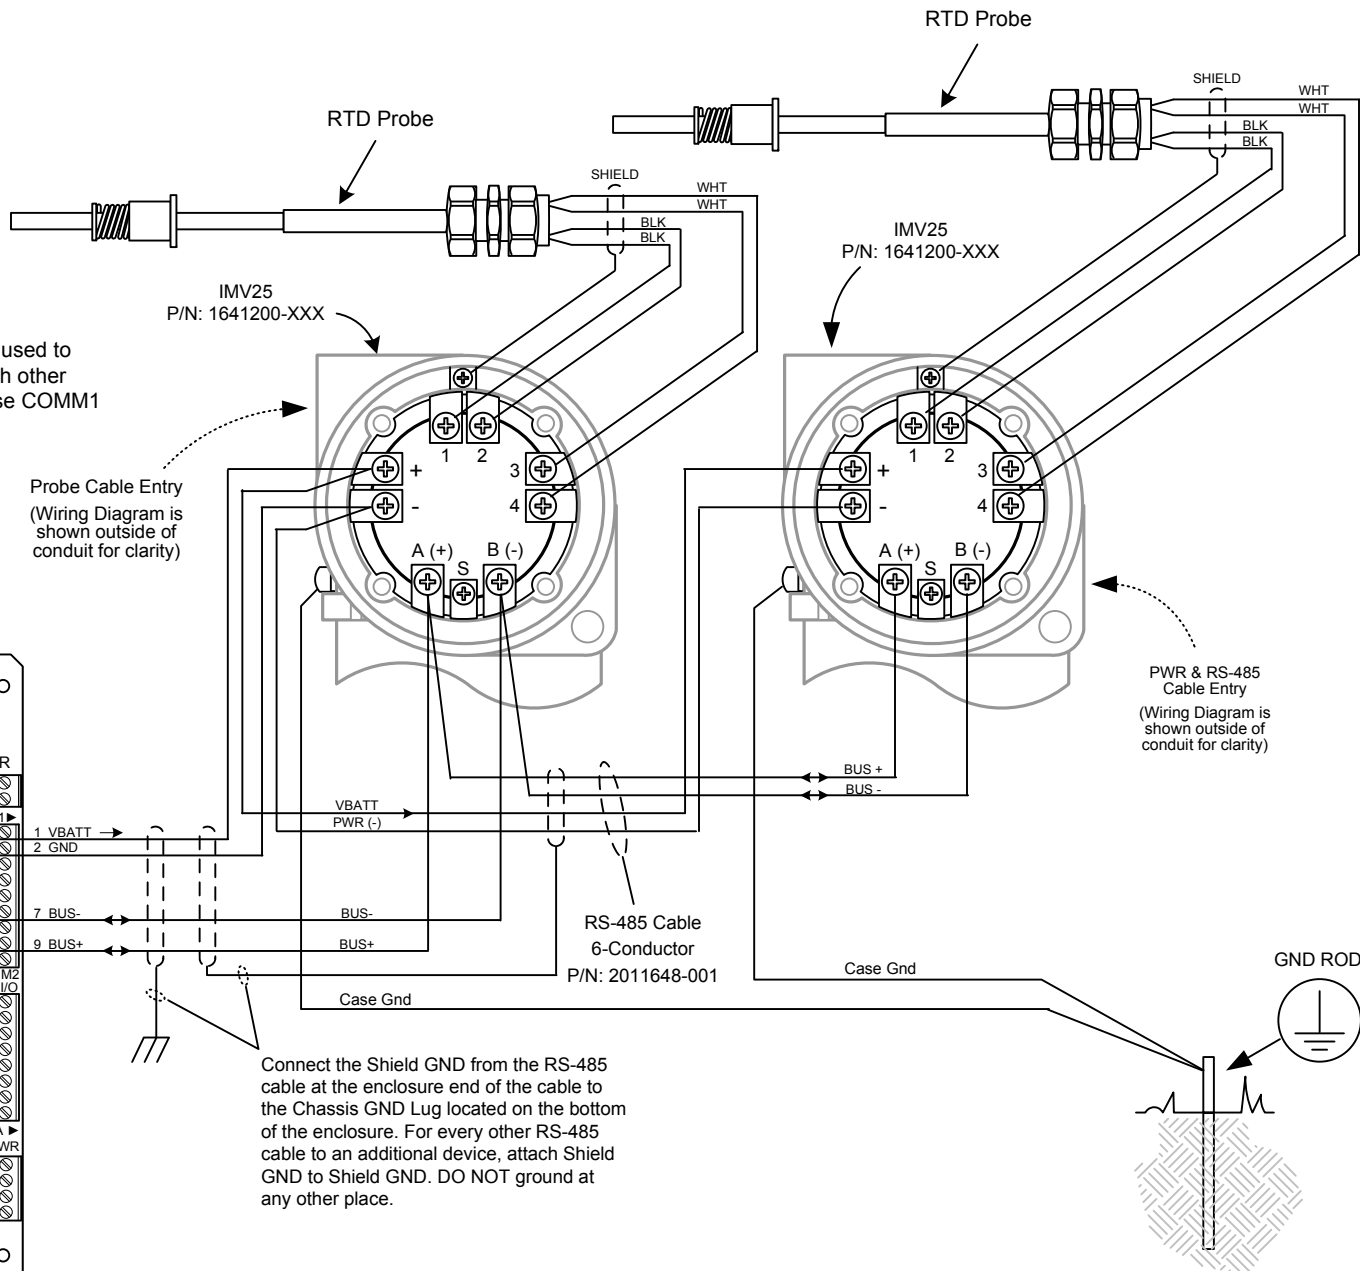 RTD Probe
SHIELD
WHT
WHT
BLK
BLK
RTD Probe
SHIELD
WHT
WHT
BLK
BLK
IMV25
P/N: 1641200-XXX
IMV25
P/N: 1641200-XXX
used to
h other
se COMM1
Probe Cable Entry
(Wiring Diagram is
shown outside of
conduit for clarity)
1
2
3
4
+
-
A (+)
S
B (-)
1
2
3
4
+
-
A (+)
S
B (-)
PWR & RS-485
Cable Entry
(Wiring Diagram is
shown outside of
conduit for clarity)
R
1
BUS +
BUS -
VBATT
PWR (-)
1 VBATT
2 GND
7 BUS-
BUS-
9 BUS+
BUS+
M2
I/O
RS-485 Cable
6-Conductor
P/N: 2011648-001
Case Gnd
Case Gnd
GND ROD
Connect the Shield GND from the RS-485
cable at the enclosure end of the cable to
the Chassis GND Lug located on the bottom
of the enclosure. For every other RS-485
cable to an additional device, attach Shield
GND to Shield GND. DO NOT ground at
any other place.
A
WR